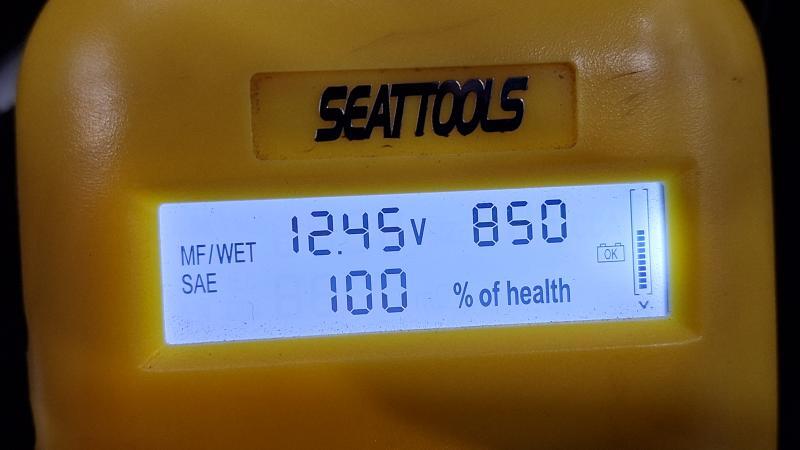 SEATTOOLS
MF/WET 12.45V 850
SAE 100 % of health
OK